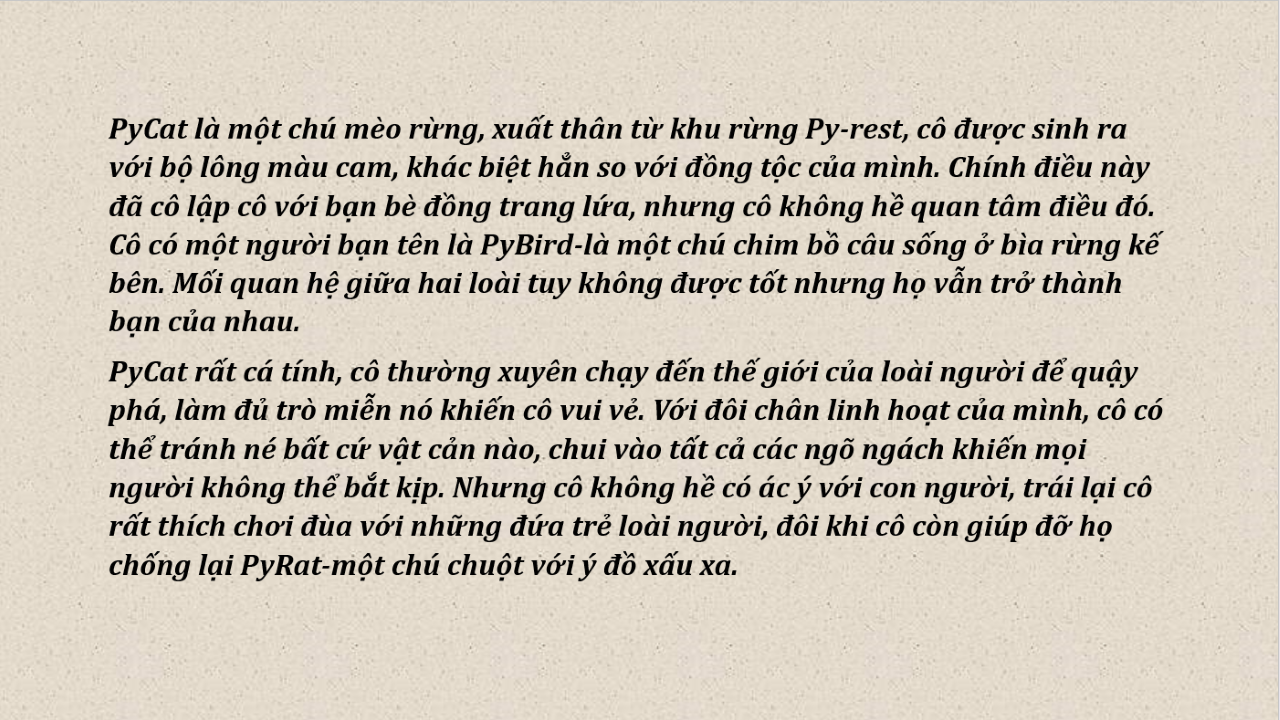 PyCat là một chú mèo rừng, xuất thân từ khu rừng Py-rest, cô được sinh ra
với bộ lông màu cam, khác biệt hẳn so với đồng tộc của mình. Chính điều này
đã cô lập cô với bạn bè đồng trang lứa, nhưng cô không hề quan tâm điều đó.
Cô có một người bạn tên là PyBird-là một chú chim bồ câu sống ở bìa rừng kế
bên. Mối quan hệ giữa hai loài tuy không được tốt nhưng họ vẫn trở thành
bạn của nhau.
PyCat rất cá tính, cô thường xuyên chạy đến thế giới của loài người để quậy
phá, làm đủ trò miễn nó khiến cô vui vẻ. Với đôi chân linh hoạt của mình, cô có
thể tránh né bất cứ vật cản nào, chui vào tất cả các ngõ ngách khiến mọi
người không thể bắt kịp. Nhưng cô không hề có ác ý với con người, trái lại cô
rất thích chơi đùa với những đứa trẻ loài người, đôi khi cô còn giúp đỡ họ
chống lại PyRat-một chú chuột với ý đồ xấu xa.